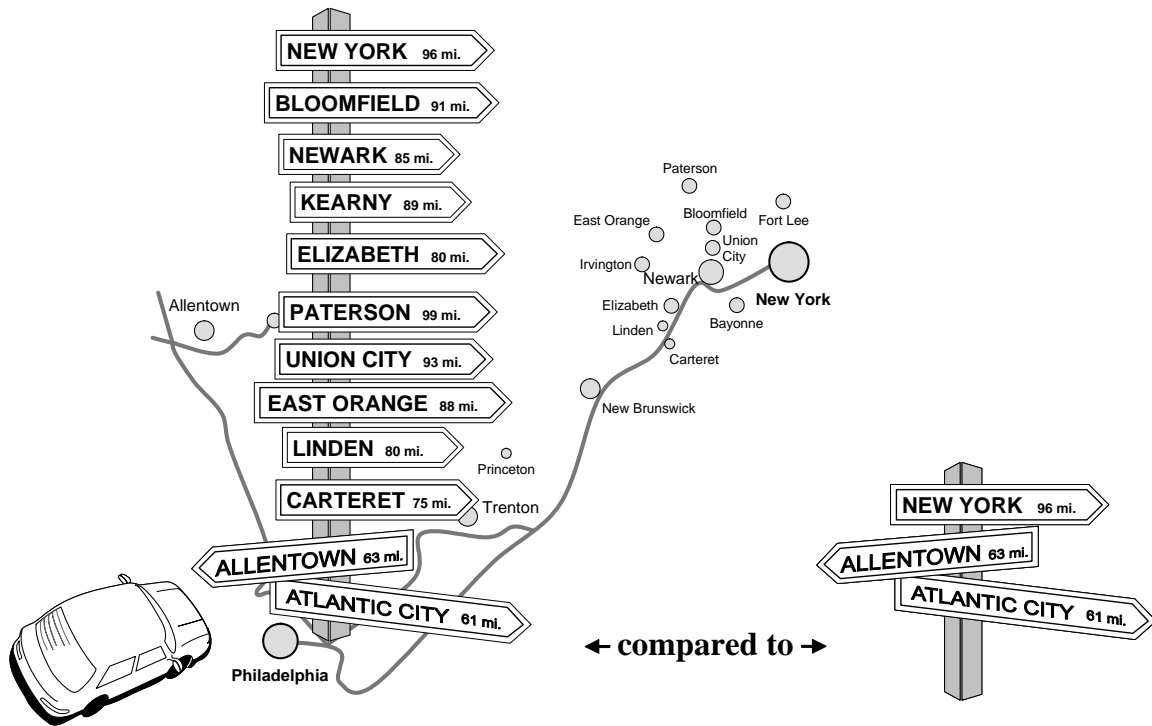 NEW YORK 96 mi.
BLOOMFIELD 91 mi.
NEWARK 85 mi.
KEARNY 89 mi.
ELIZABETH 80 mi.
PATERSON 99 mi.
UNION CITY 93 mi.
EAST ORANGE 88 mi.
LINDEN 80 mi.
CARTERET 75 mi.
ALLENTOWN 63 mi.
ATLANTIC CITY 61 mi.
Allentown
Philadelphia
Paterson
Fort Lee
Bloomfield
East Orange
Union
City
Irvington
Newark
New York
Elizabeth
Bayonne
Linden
Carteret
New Brunswick
Princeton
Trenton
← compared to →
NEW YORK 96 mi.
ALLENTOWN 63 mi.
ATLANTIC CITY 61 mi.